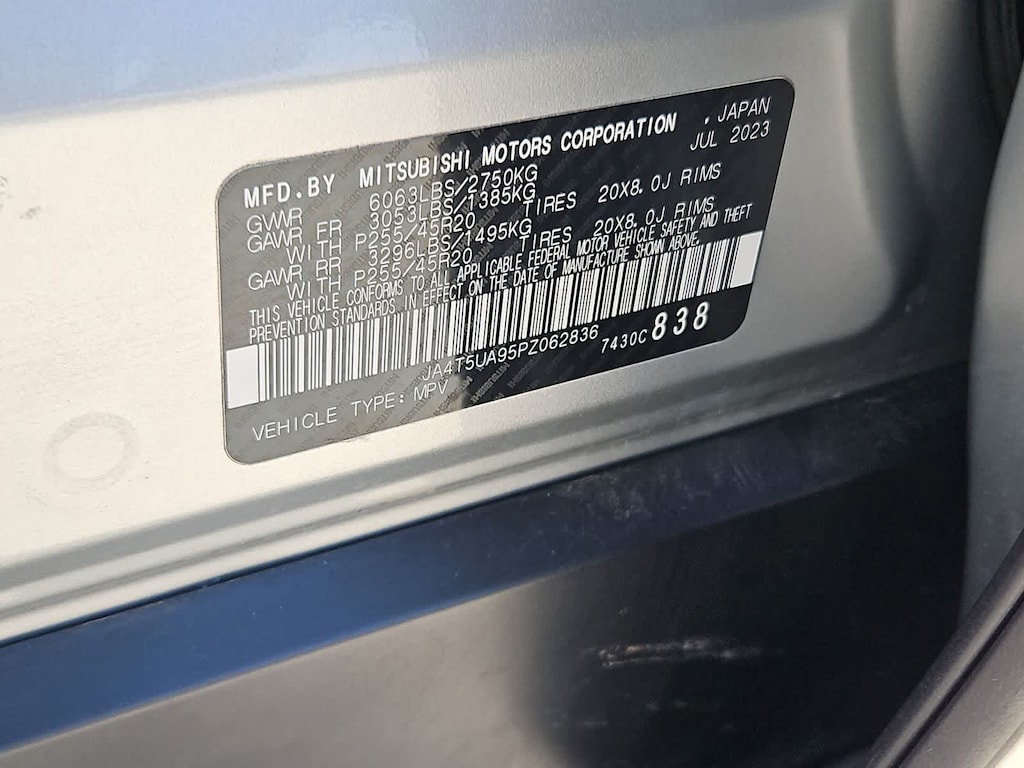 MFD.BY MITSUBISHI MOTORS CORPORATION , JAPAN
JUL 2023
GWVR 6063LBS/2750KG
GAWR FR 3053LBS/1385KG
WITH P255/45R20 TIRES 20X8.0J RIMS
GAWR RR 3296LBS/1495KG
WITH P255/45R20 TIRES 20X8.0J RIMS
THIS VEHICLE CONFORMS TO ALL APPLICABLE FEDERAL MOTOR VEHICLE SAFETY AND THEFT
PREVENTION STANDARDS IN EFFECT ON THE DATE OF MANUFACTURE SHOWN ABOVE.
JA4T5UA95PZ062836
7430C 838
VEHICLE TYPE: MPV